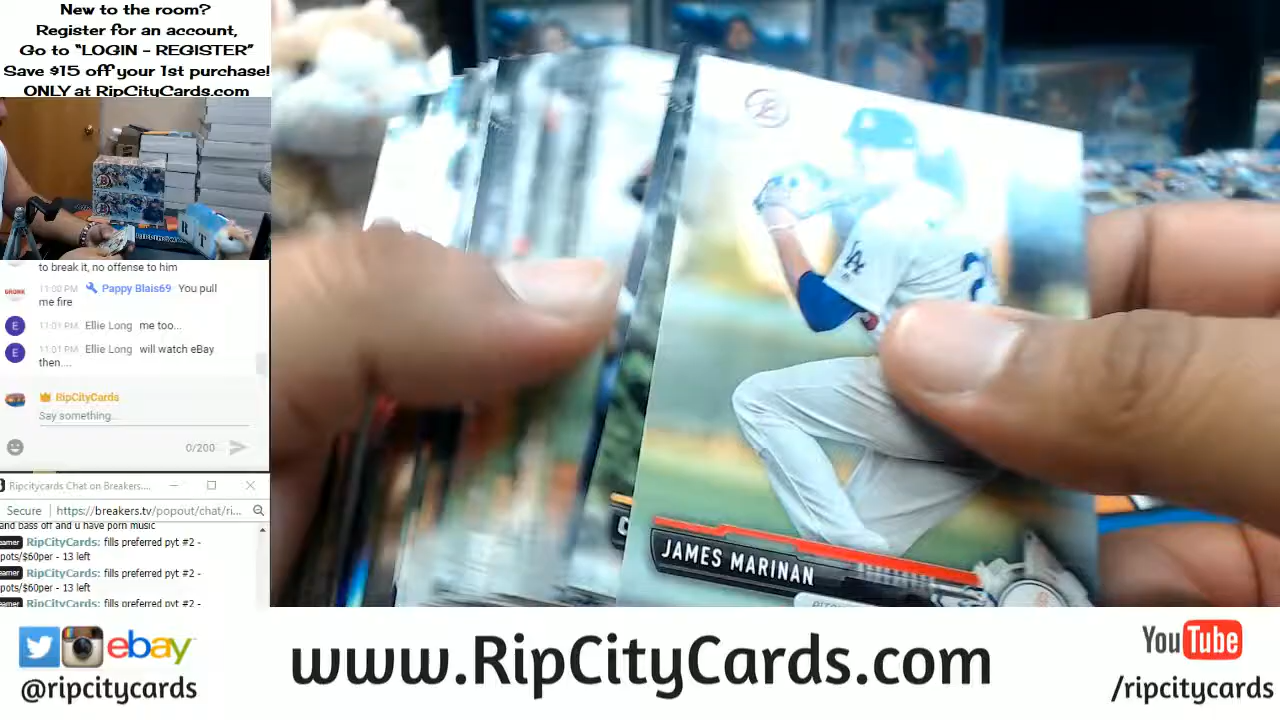 New to the room?
Register for an account,
Go to “LOGIN - REGISTER”
Save $15 off your 1st purchase!
ONLY at RipCityCards.com
R T
to break it, no offense to him
GRONK 11:00 PM Pappy Blais69 You pull
me fire
E 11:01 PM Ellie Long me too...
E 11:01 PM Ellie Long will watch eBay
then....
RipCityCards
Say something...
0/200
Ripcitycards Chat on Breakers....
Secure https://breakers.tv/popout/chat/ri...
and bass off and u have porn music
RipCityCards: fills preferred pyt #2 -
pots/$60per - 13 left
RipCityCards: fills preferred pyt #2 -
pots/$60per - 13 left
RipCityCards: fills preferred pyt #2 -
LA
JAMES MARINAN
ebay
@ripcitycards
www.RipCityCards.com
YouTube
/ripcitycards